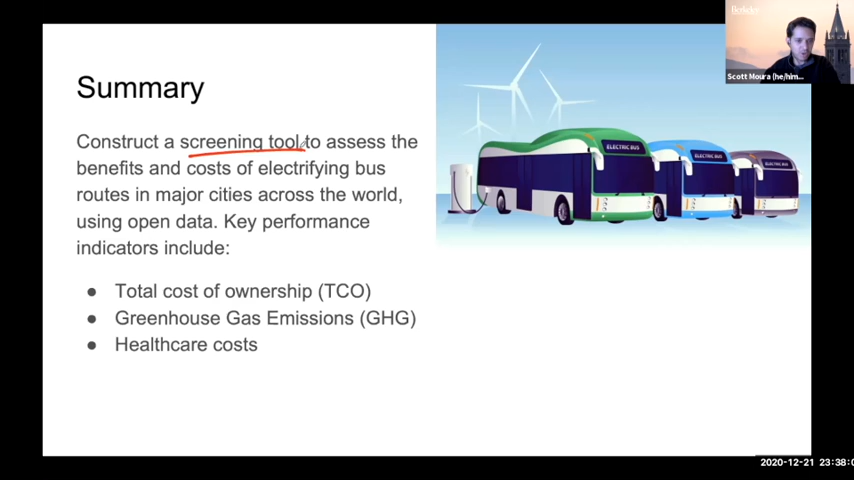 Scott Moura (he/him...
Summary
Construct a screening tool to assess the
benefits and costs of electrifying bus
routes in major cities across the world,
using open data. Key performance
indicators include:
● Total cost of ownership (TCO)
● Greenhouse Gas Emissions (GHG)
● Healthcare costs
ELECTRIC BUS
ELECTRIC BUS
ELECTRIC BUS
2020-12-21 23:38:0